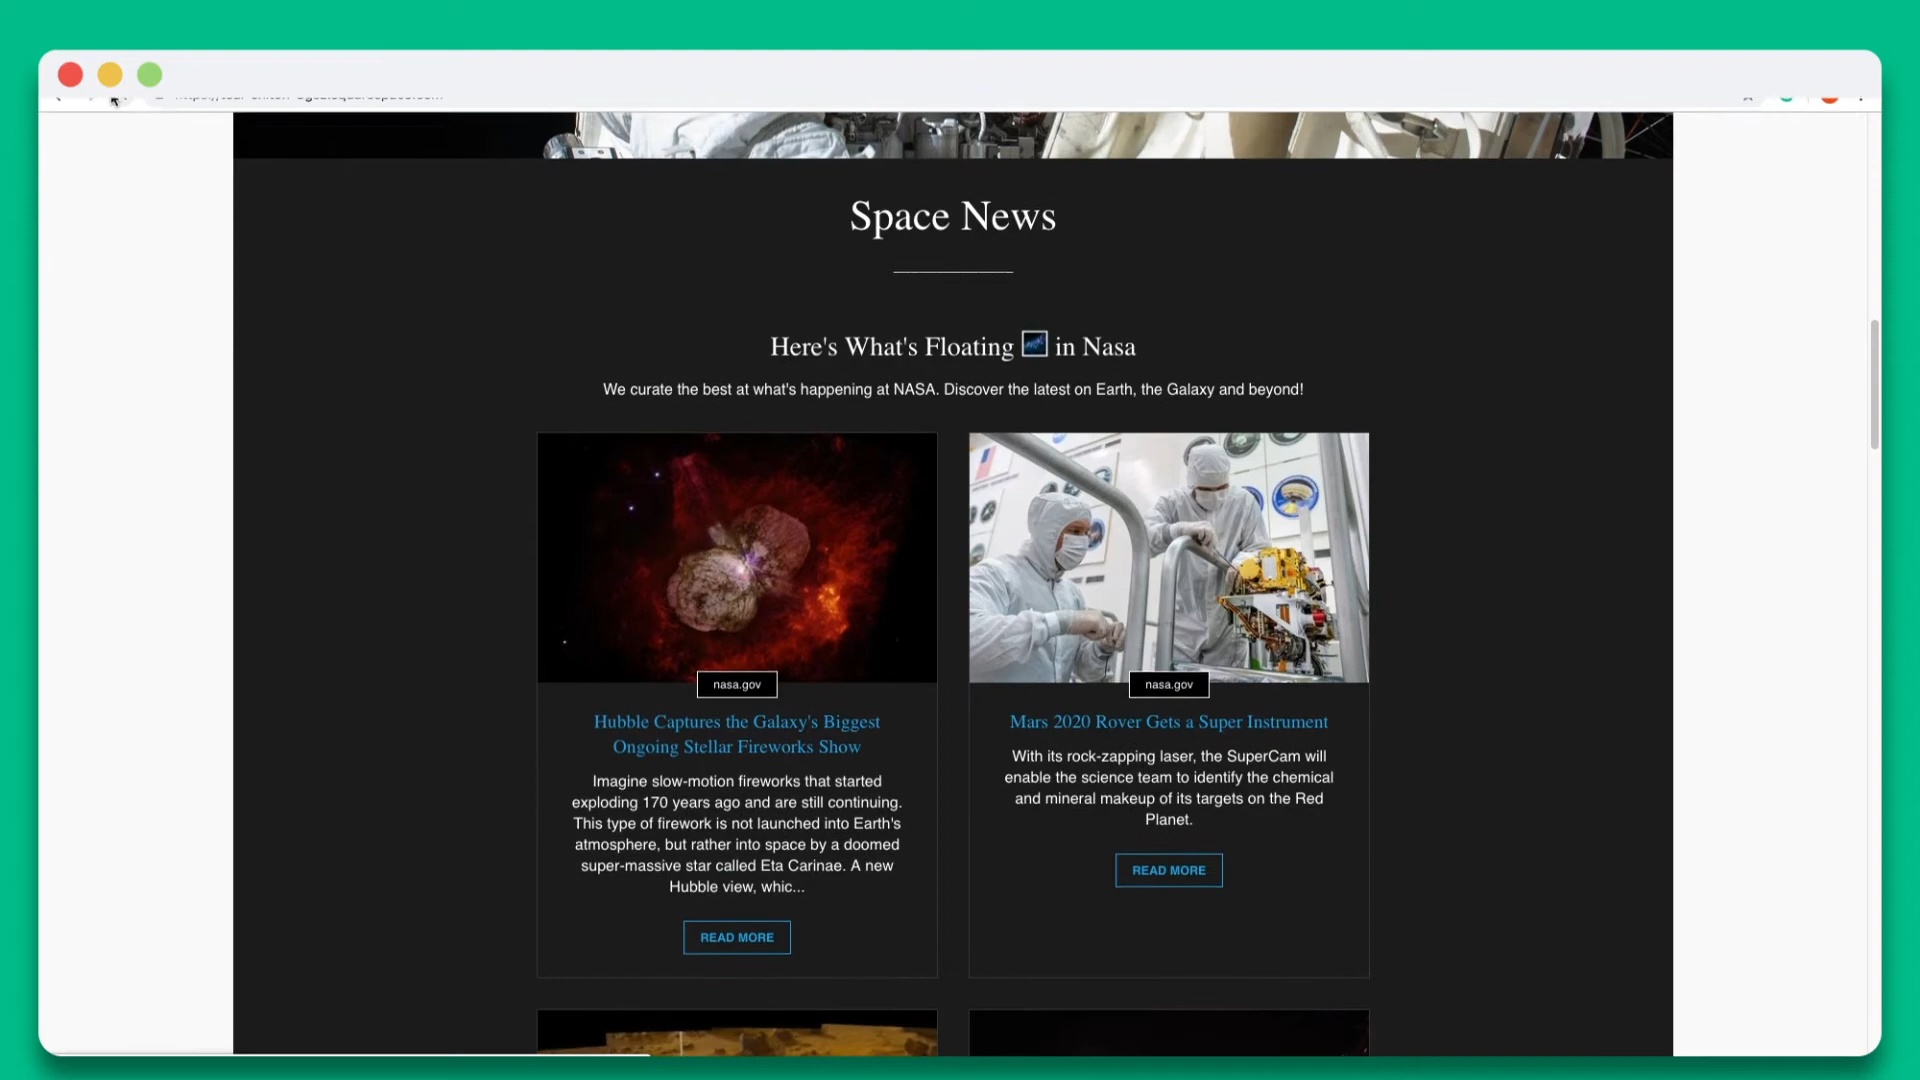 Space News
Here's What's Floating in Nasa
We curate the best at what's happening at NASA. Discover the latest on Earth, the Galaxy and beyond!
nasa.gov
Hubble Captures the Galaxy's Biggest
Ongoing Stellar Fireworks Show
Imagine slow-motion fireworks that started
exploding 170 years ago and are still continuing.
This type of firework is not launched into Earth's
atmosphere, but rather into space by a doomed
super-massive star called Eta Carinae. A new
Hubble view, whic...
READ MORE
nasa.gov
Mars 2020 Rover Gets a Super Instrument
With its rock-zapping laser, the SuperCam will
enable the science team to identify the chemical
and mineral makeup of its targets on the Red
Planet.
READ MORE